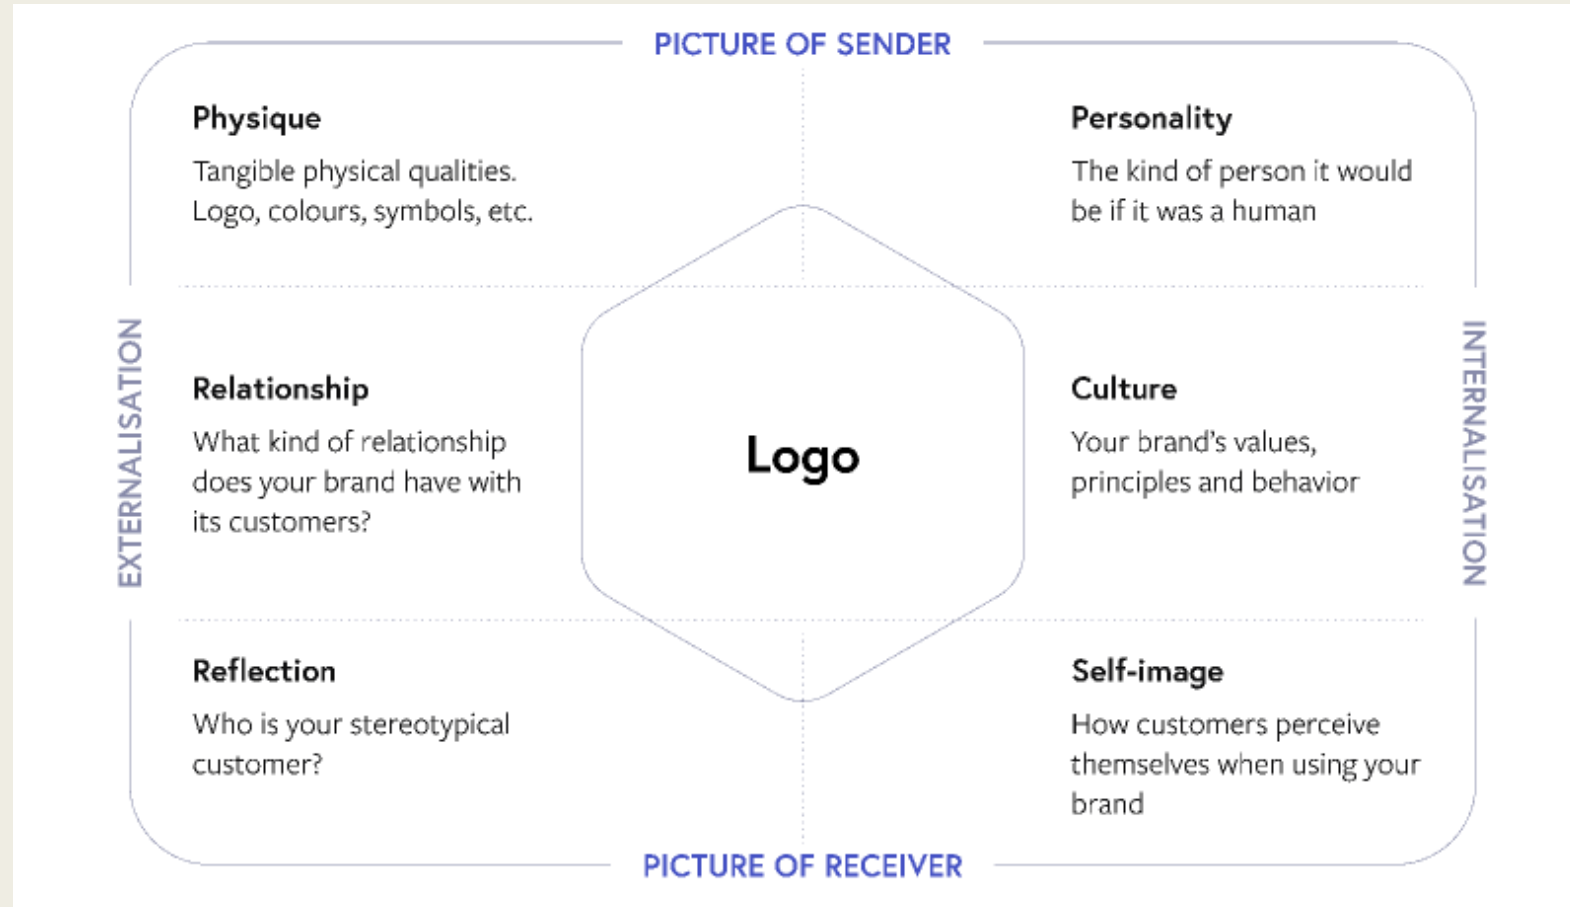 PICTURE OF SENDER
Physique
Tangible physical qualities.
Logo, colours, symbols, etc.
Personality
The kind of person it would
be if it was a human
EXTERNALISATION
Relationship
What kind of relationship
does your brand have with
its customers?
Logo
Culture
Your brand’s values,
principles and behavior
INTERNALISATION
Reflection
Who is your stereotypical
customer?
Self-image
How customers perceive
themselves when using your
brand
PICTURE OF RECEIVER